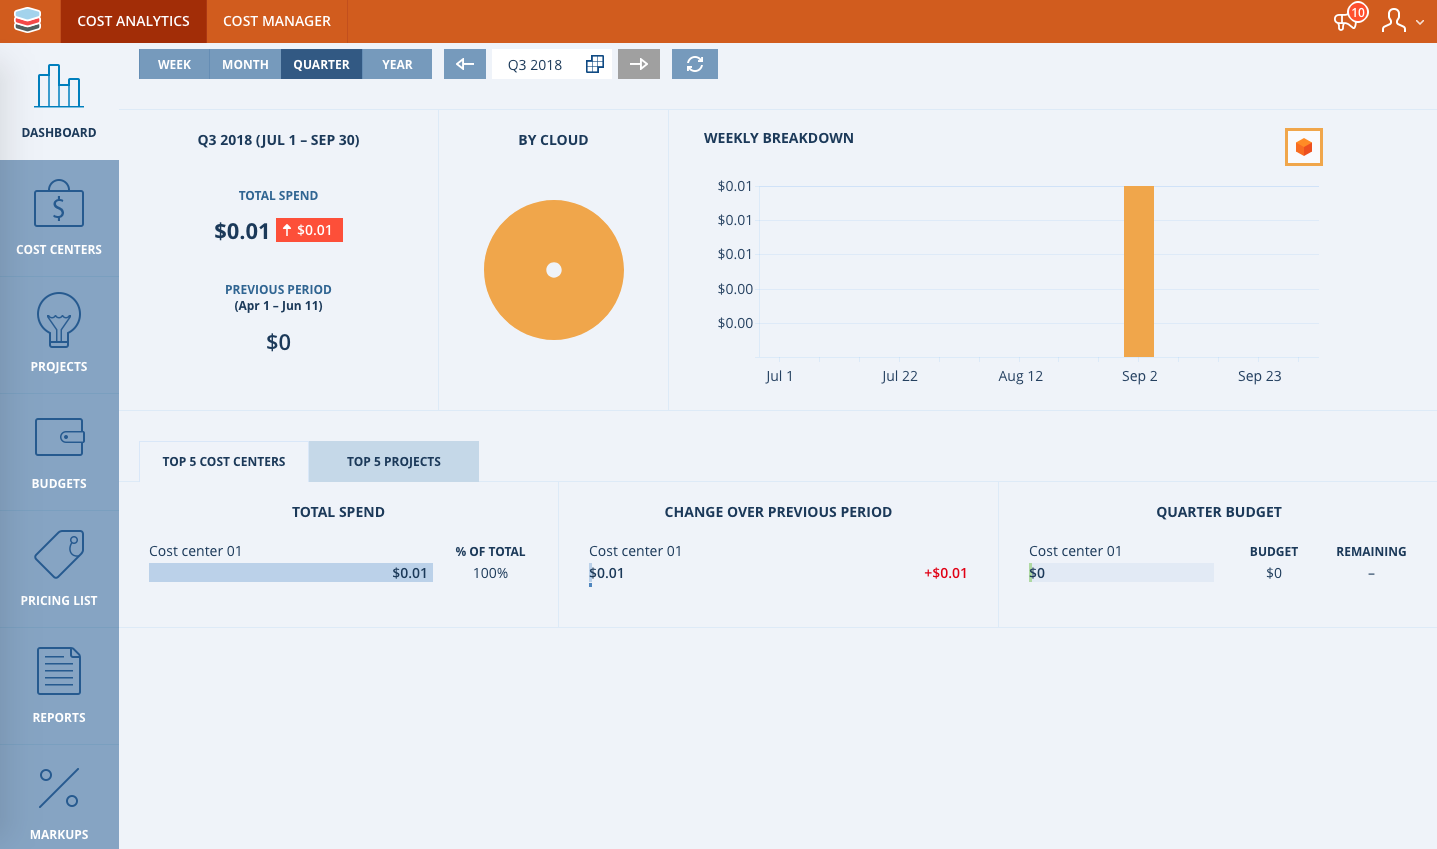 COST ANALYTICS
COST MANAGER
10
DASHBOARD
COST CENTERS
$
PROJECTS
BUDGETS
PRICING LIST
REPORTS
MARKUPS
WEEK
MONTH
QUARTER
YEAR
Q3 2018
Q3 2018 (JUL 1 – SEP 30)
TOTAL SPEND
$0.01 $0.01
PREVIOUS PERIOD
(Apr 1 – Jun 11)
$0
BY CLOUD
WEEKLY BREAKDOWN
$0.01
$0.01
$0.01
$0.00
$0.00
Jul 1
Jul 22
Aug 12
Sep 2
Sep 23
TOP 5 COST CENTERS
TOP 5 PROJECTS
TOTAL SPEND
Cost center 01
% OF TOTAL
$0.01
100%
CHANGE OVER PREVIOUS PERIOD
Cost center 01
$0.01
+$0.01
QUARTER BUDGET
Cost center 01
BUDGET
REMAINING
$0
$0
–